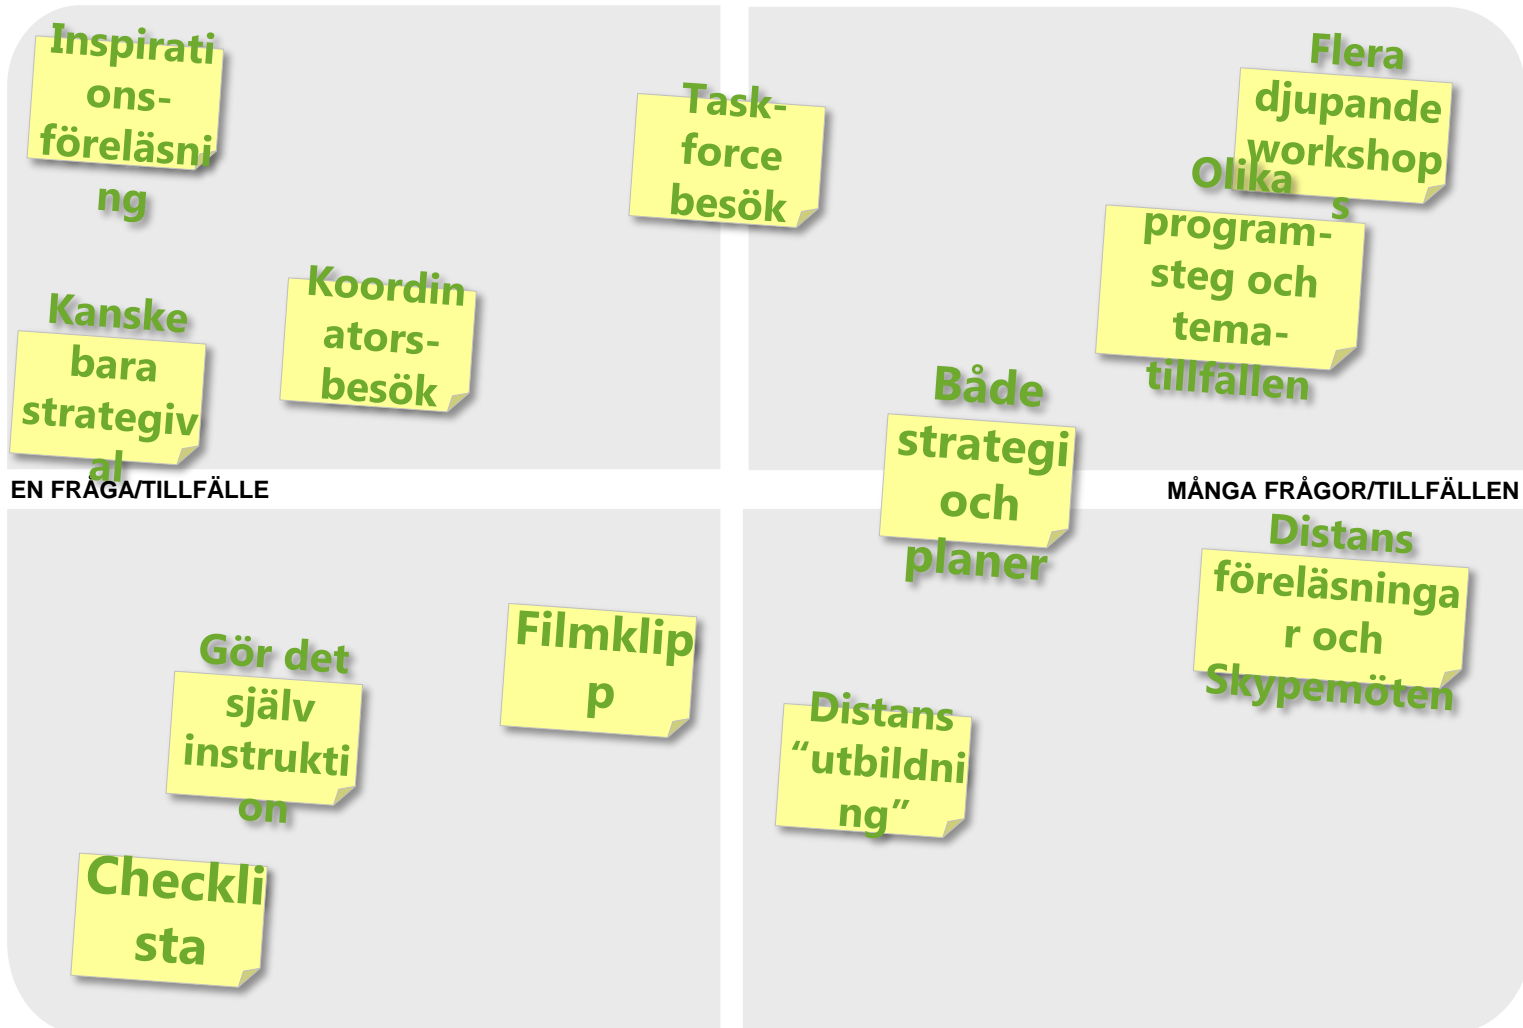 Inspirati
ons-
föreläsni
ng
Task-
force
besök
Flera
djupande
workshop
s
Olika
program-
steg och
tema-
tillfällen
Koordin
ators-
besök
Kanske
bara
strategiv
al
Både
strategi
och
planer
EN FRÅGA/TILLFÄLLE
MÅNGA FRÅGOR/TILLFÄLLEN
Distans
föreläsninga
r och
Skypemöten
Filmklip
p
Gör det
själv
instrukti
on
Distans
“utbildni
ng”
Checkli
sta